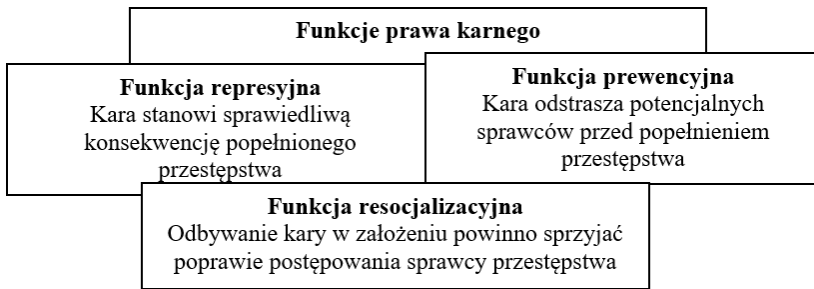 Funkcje prawa karnego
Funkcja represyjna
Kara stanowi sprawiedliwą
konsekwencję popełnionego
przestępstwa
Funkcja prewencyjna
Kara odstrasza potencjalnych
sprawców przed popełnieniem
przestępstwa
Funkcja resocjalizacyjna
Odbywanie kary w założeniu powinno sprzyjać
poprawie postępowania sprawcy przestępstwa